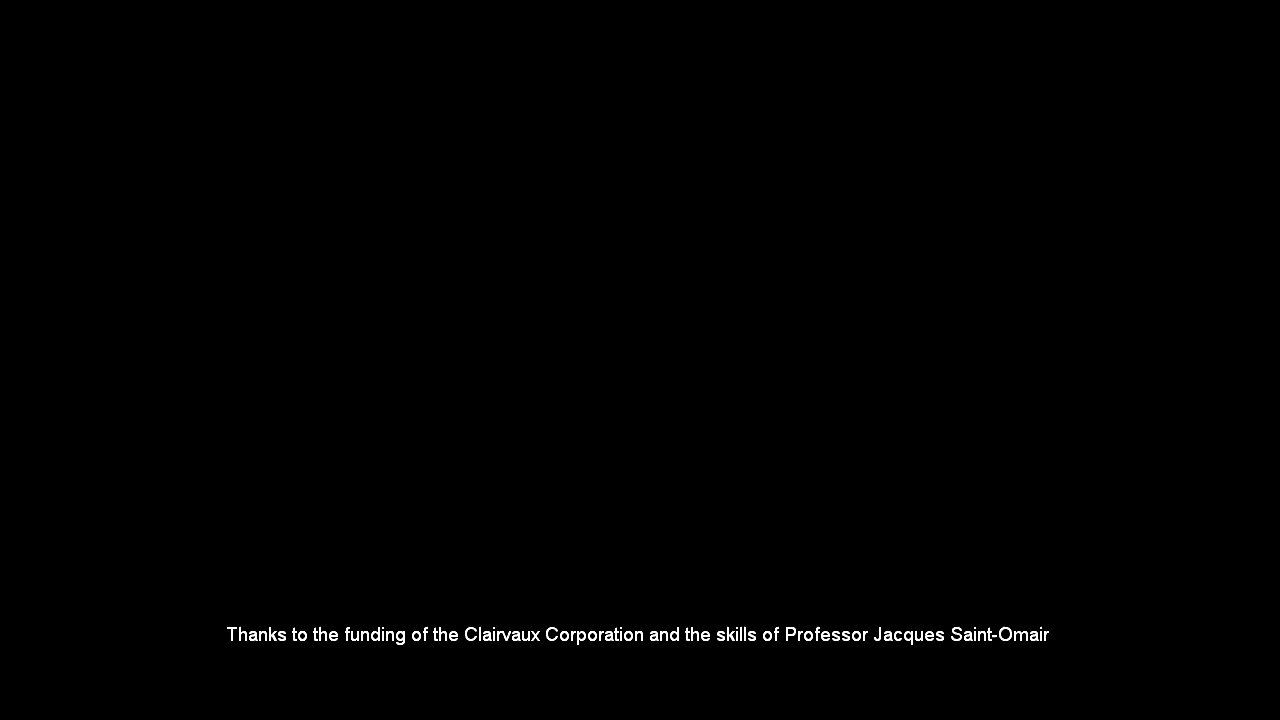 Thanks to the funding of the Clairvaux Corporation and the skills of Professor Jacques Saint-Omair